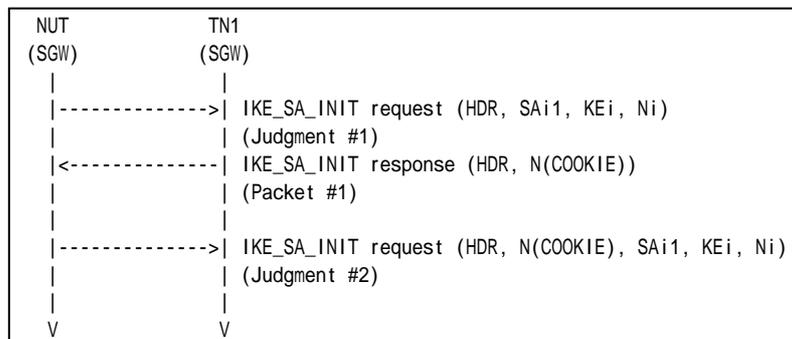 NUT                 TN1
(SGW)              (SGW)
  |                   |
  |-------------->| IKE_SA_INIT request (HDR, SAi1, KEi, Ni)
  |                   | (Judgment #1)
  |<--------------| IKE_SA_INIT response (HDR, N(COOKIE))
  |                   | (Packet #1)
  |                   |
  |-------------->| IKE_SA_INIT request (HDR, N(COOKIE), SAi1, KEi, Ni)
  |                   | (Judgment #2)
  |                   |
  V                   V